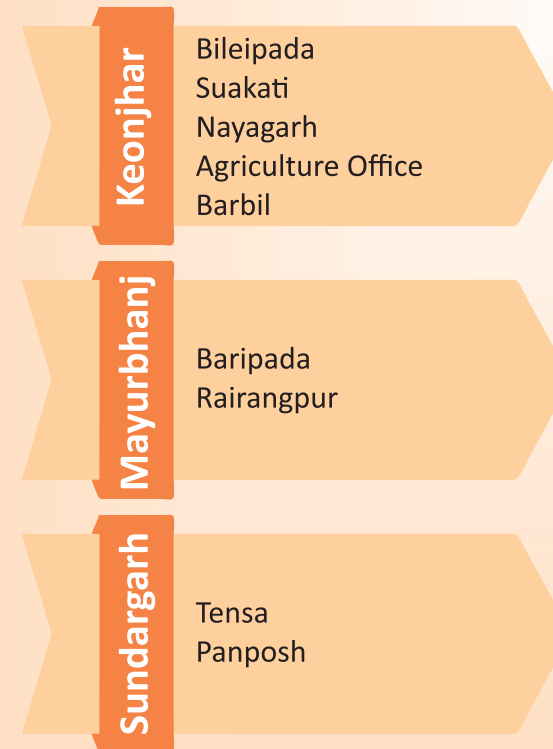 Keonjhar
Bileipada
Suakati
Nayagarh
Agriculture Office
Barbil
Mayurbhanj
Baripada
Rairangpur
Sundargarh
Tensa
Panposh